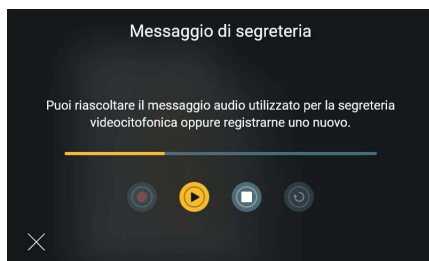 Messaggio di segreteria
Puoi riascoltare il messaggio audio utilizzato per la segreteria
videocitofonica oppure registrarne uno nuovo.